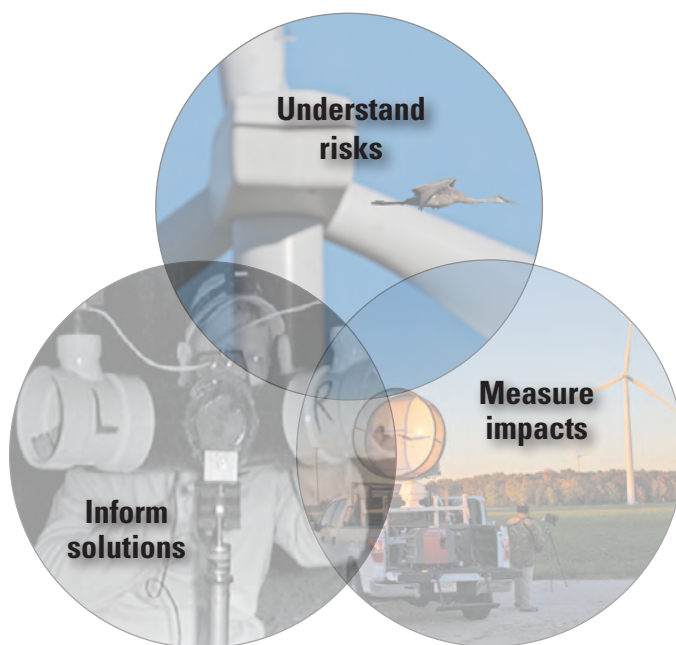 Understand
risks
Measure
impacts
Inform
solutions